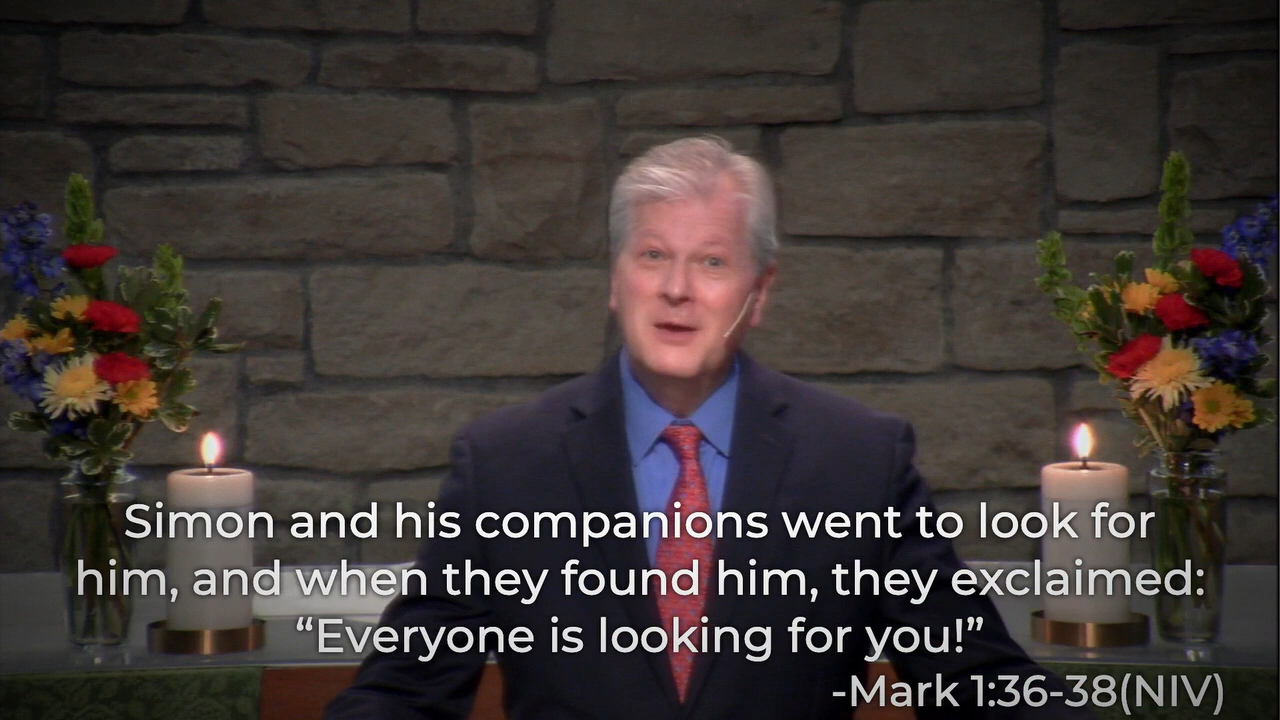 Simon and his companions went to look for
him, and when they found him, they exclaimed:
“Everyone is looking for you!”
-Mark 1:36-38(NIV)